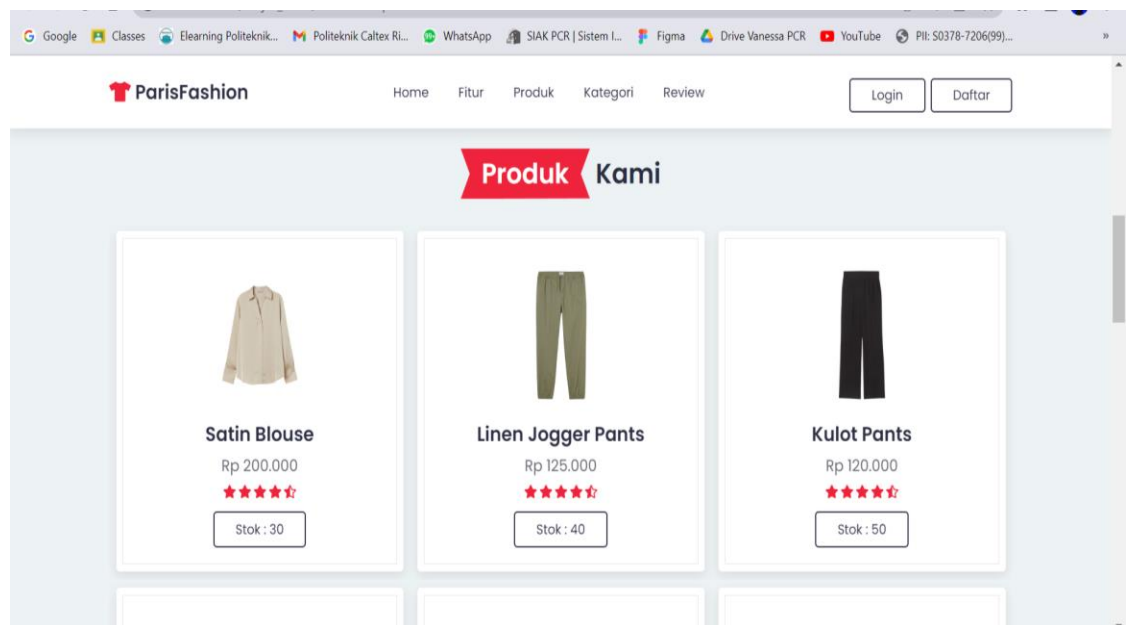 Google Classes Elearning Politeknik... Politeknik Caltex Ri... WhatsApp SIAK PCR | Sistem I... Figma Drive Vanessa PCR YouTube PII: S0378-7206(99)... »
ParisFashion Home Fitur Produk Kategori Review Login Daftar
Produk Kami
Satin Blouse Linen Jogger Pants Kulot Pants
Rp 200.000 Rp 125.000 Rp 120.000
Stok : 30 Stok : 40 Stok : 50